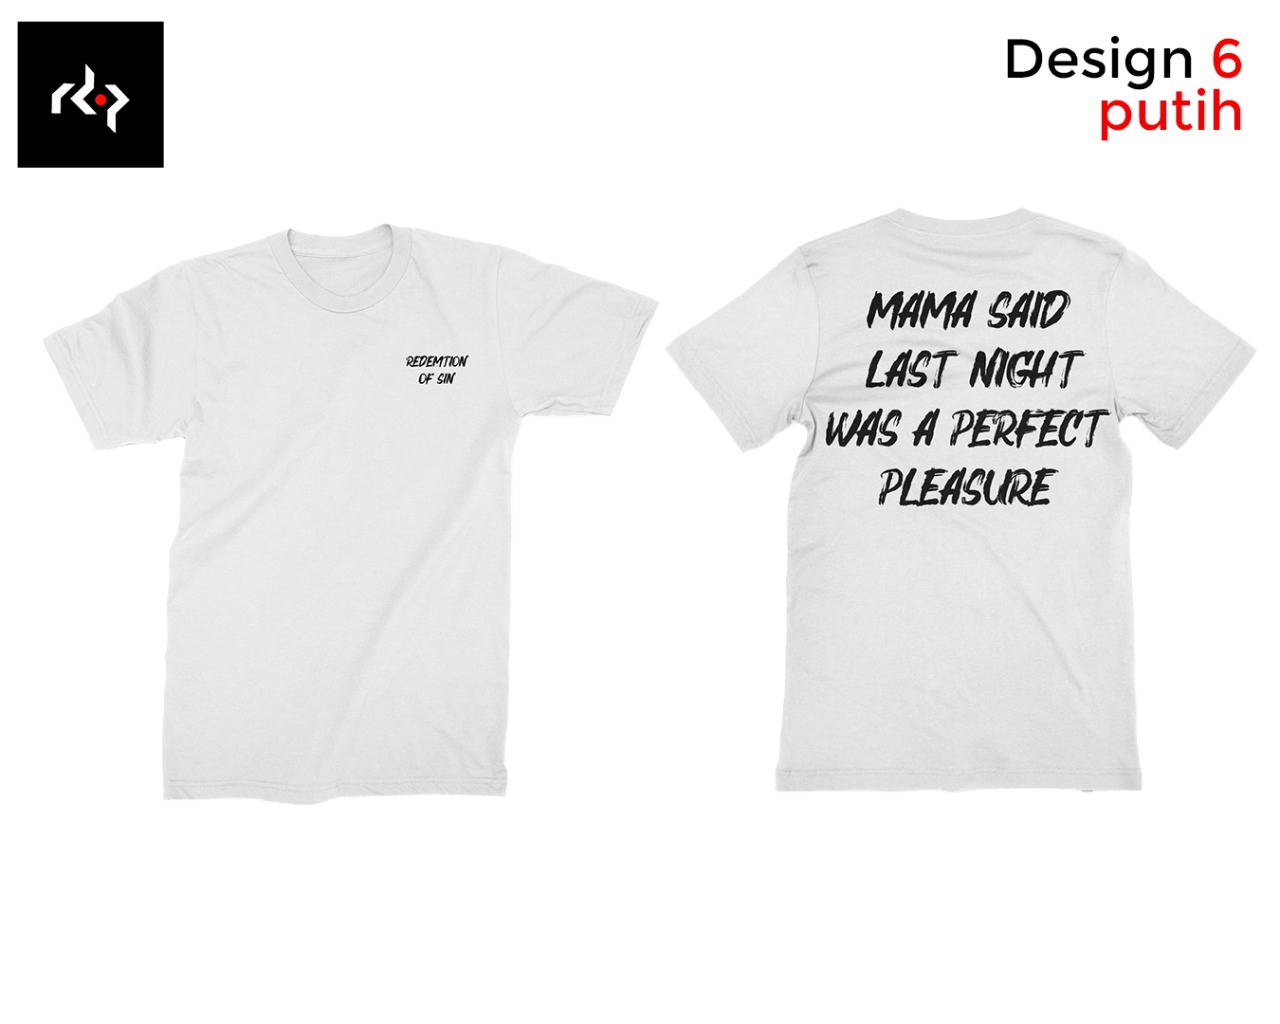 Design 6
putih
REDEMTION
OF SIN
MAMA SAID
LAST NIGHT
WAS A PERFECT
PLEASURE